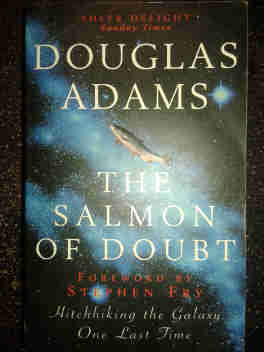 SHEER DELIGHT
Sunday Times
DOUGLAS
ADAMS
THE
SALMON
OF DOUBT
FOREWORD BY
STEPHEN FRY
Hitchhiking the Galaxy
One Last Time